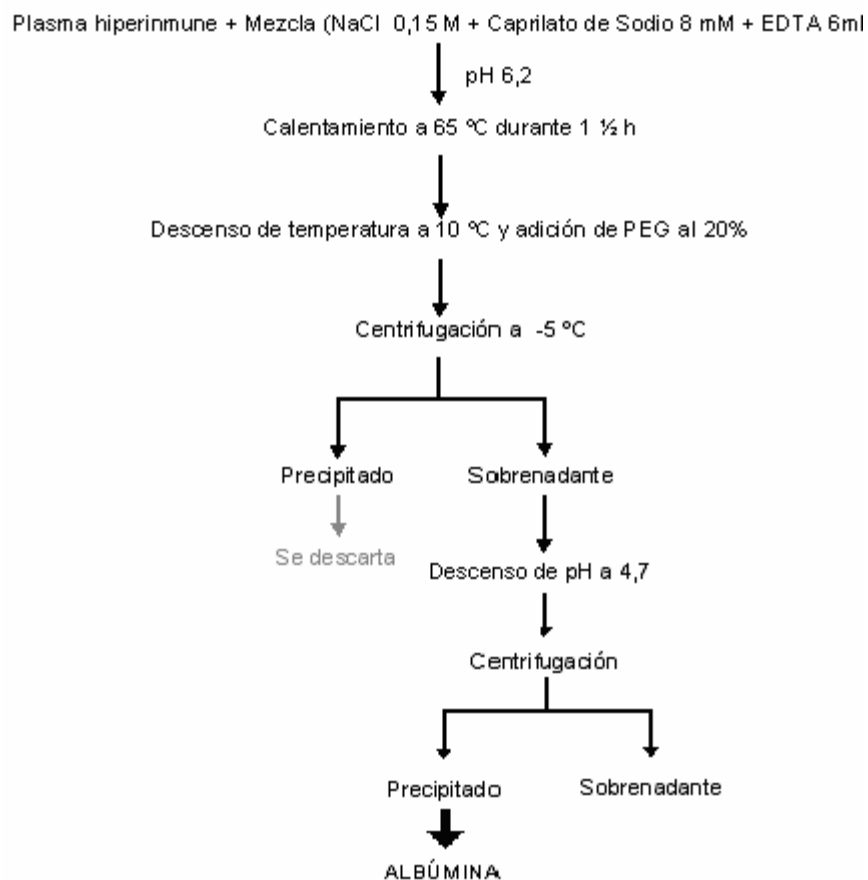 Plasma hiperinmune + Mezcla (NaCl 0,15 M + Caprilato de Sodio 8 mM + EDTA 6ml
pH 6,2
Calentamiento a 65 ºC durante 1 ½ h
Descenso de temperatura a 10 ºC y adición de PEG al 20%
Centrifugación a -5 ºC
Precipitado Sobrenadante
Se descarta
Descenso de pH a 4,7
Centrifugación
Precipitado Sobrenadante
ALBÚMINA